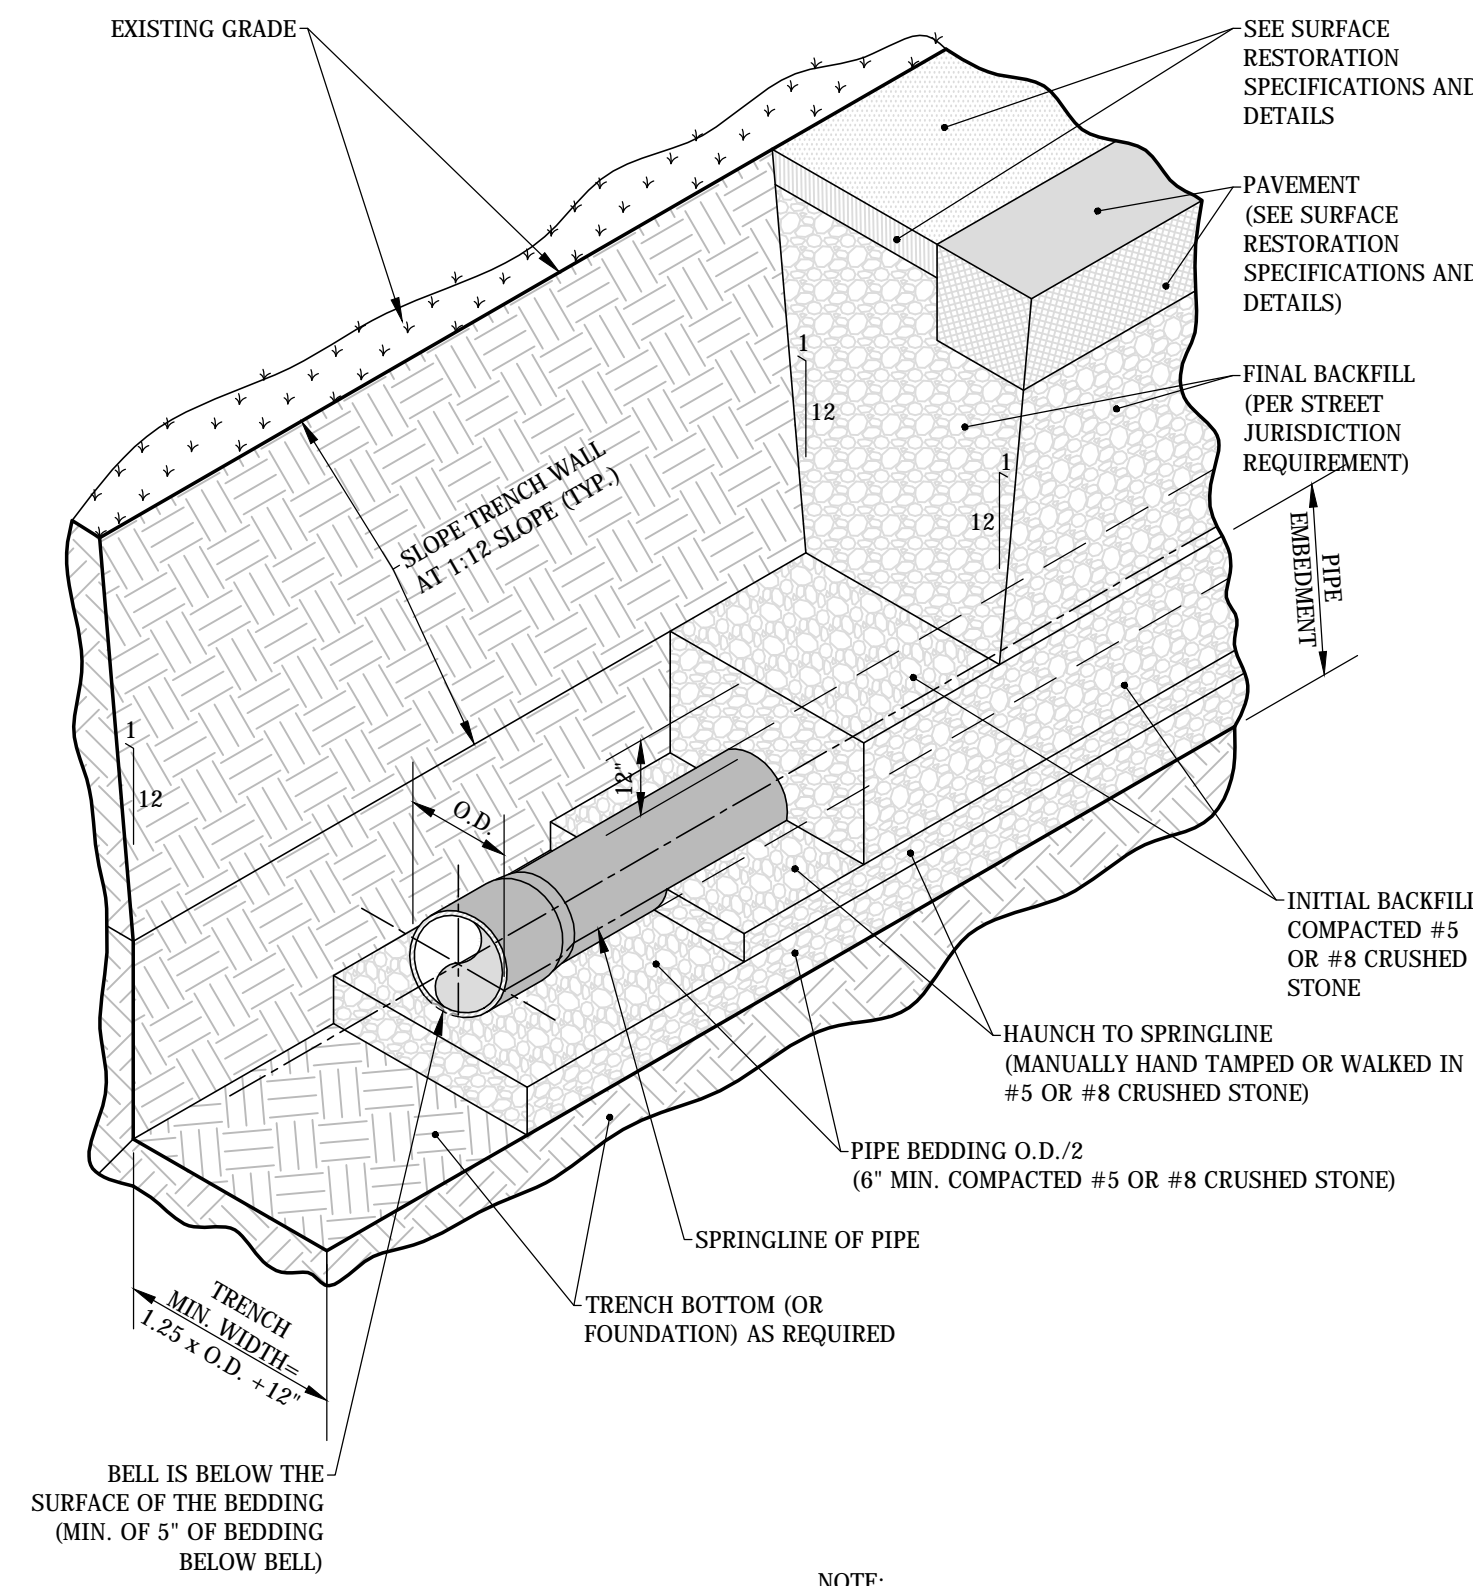 EXISTING GRADE
SEE SURFACE
RESTORATION
SPECIFICATIONS AND
DETAILS
PAVEMENT
(SEE SURFACE
RESTORATION
SPECIFICATIONS AND
DETAILS)
1
12
FINAL BACKFILL
(PER STREET
JURISDICTION
REQUIREMENT)
SLOPE TRENCH WALL
AT 1:12 SLOPE (TYP.)
1
12
PIPE
EMBEDMENT
1
12
12"
O.D.
INITIAL BACKFILL
COMPACTED #5
OR #8 CRUSHED
STONE
HAUNCH TO SPRINGLINE
(MANUALLY HAND TAMPED OR WALKED IN
#5 OR #8 CRUSHED STONE)
PIPE BEDDING O.D./2
(6" MIN. COMPACTED #5 OR #8 CRUSHED STONE)
SPRINGLINE OF PIPE
TRENCH BOTTOM (OR
FOUNDATION) AS REQUIRED
TRENCH
MIN. WIDTH=
1.25 x O.D. +12"
BELL IS BELOW THE
SURFACE OF THE BEDDING
(MIN. OF 5" OF BEDDING
BELOW BELL)
NOTE: